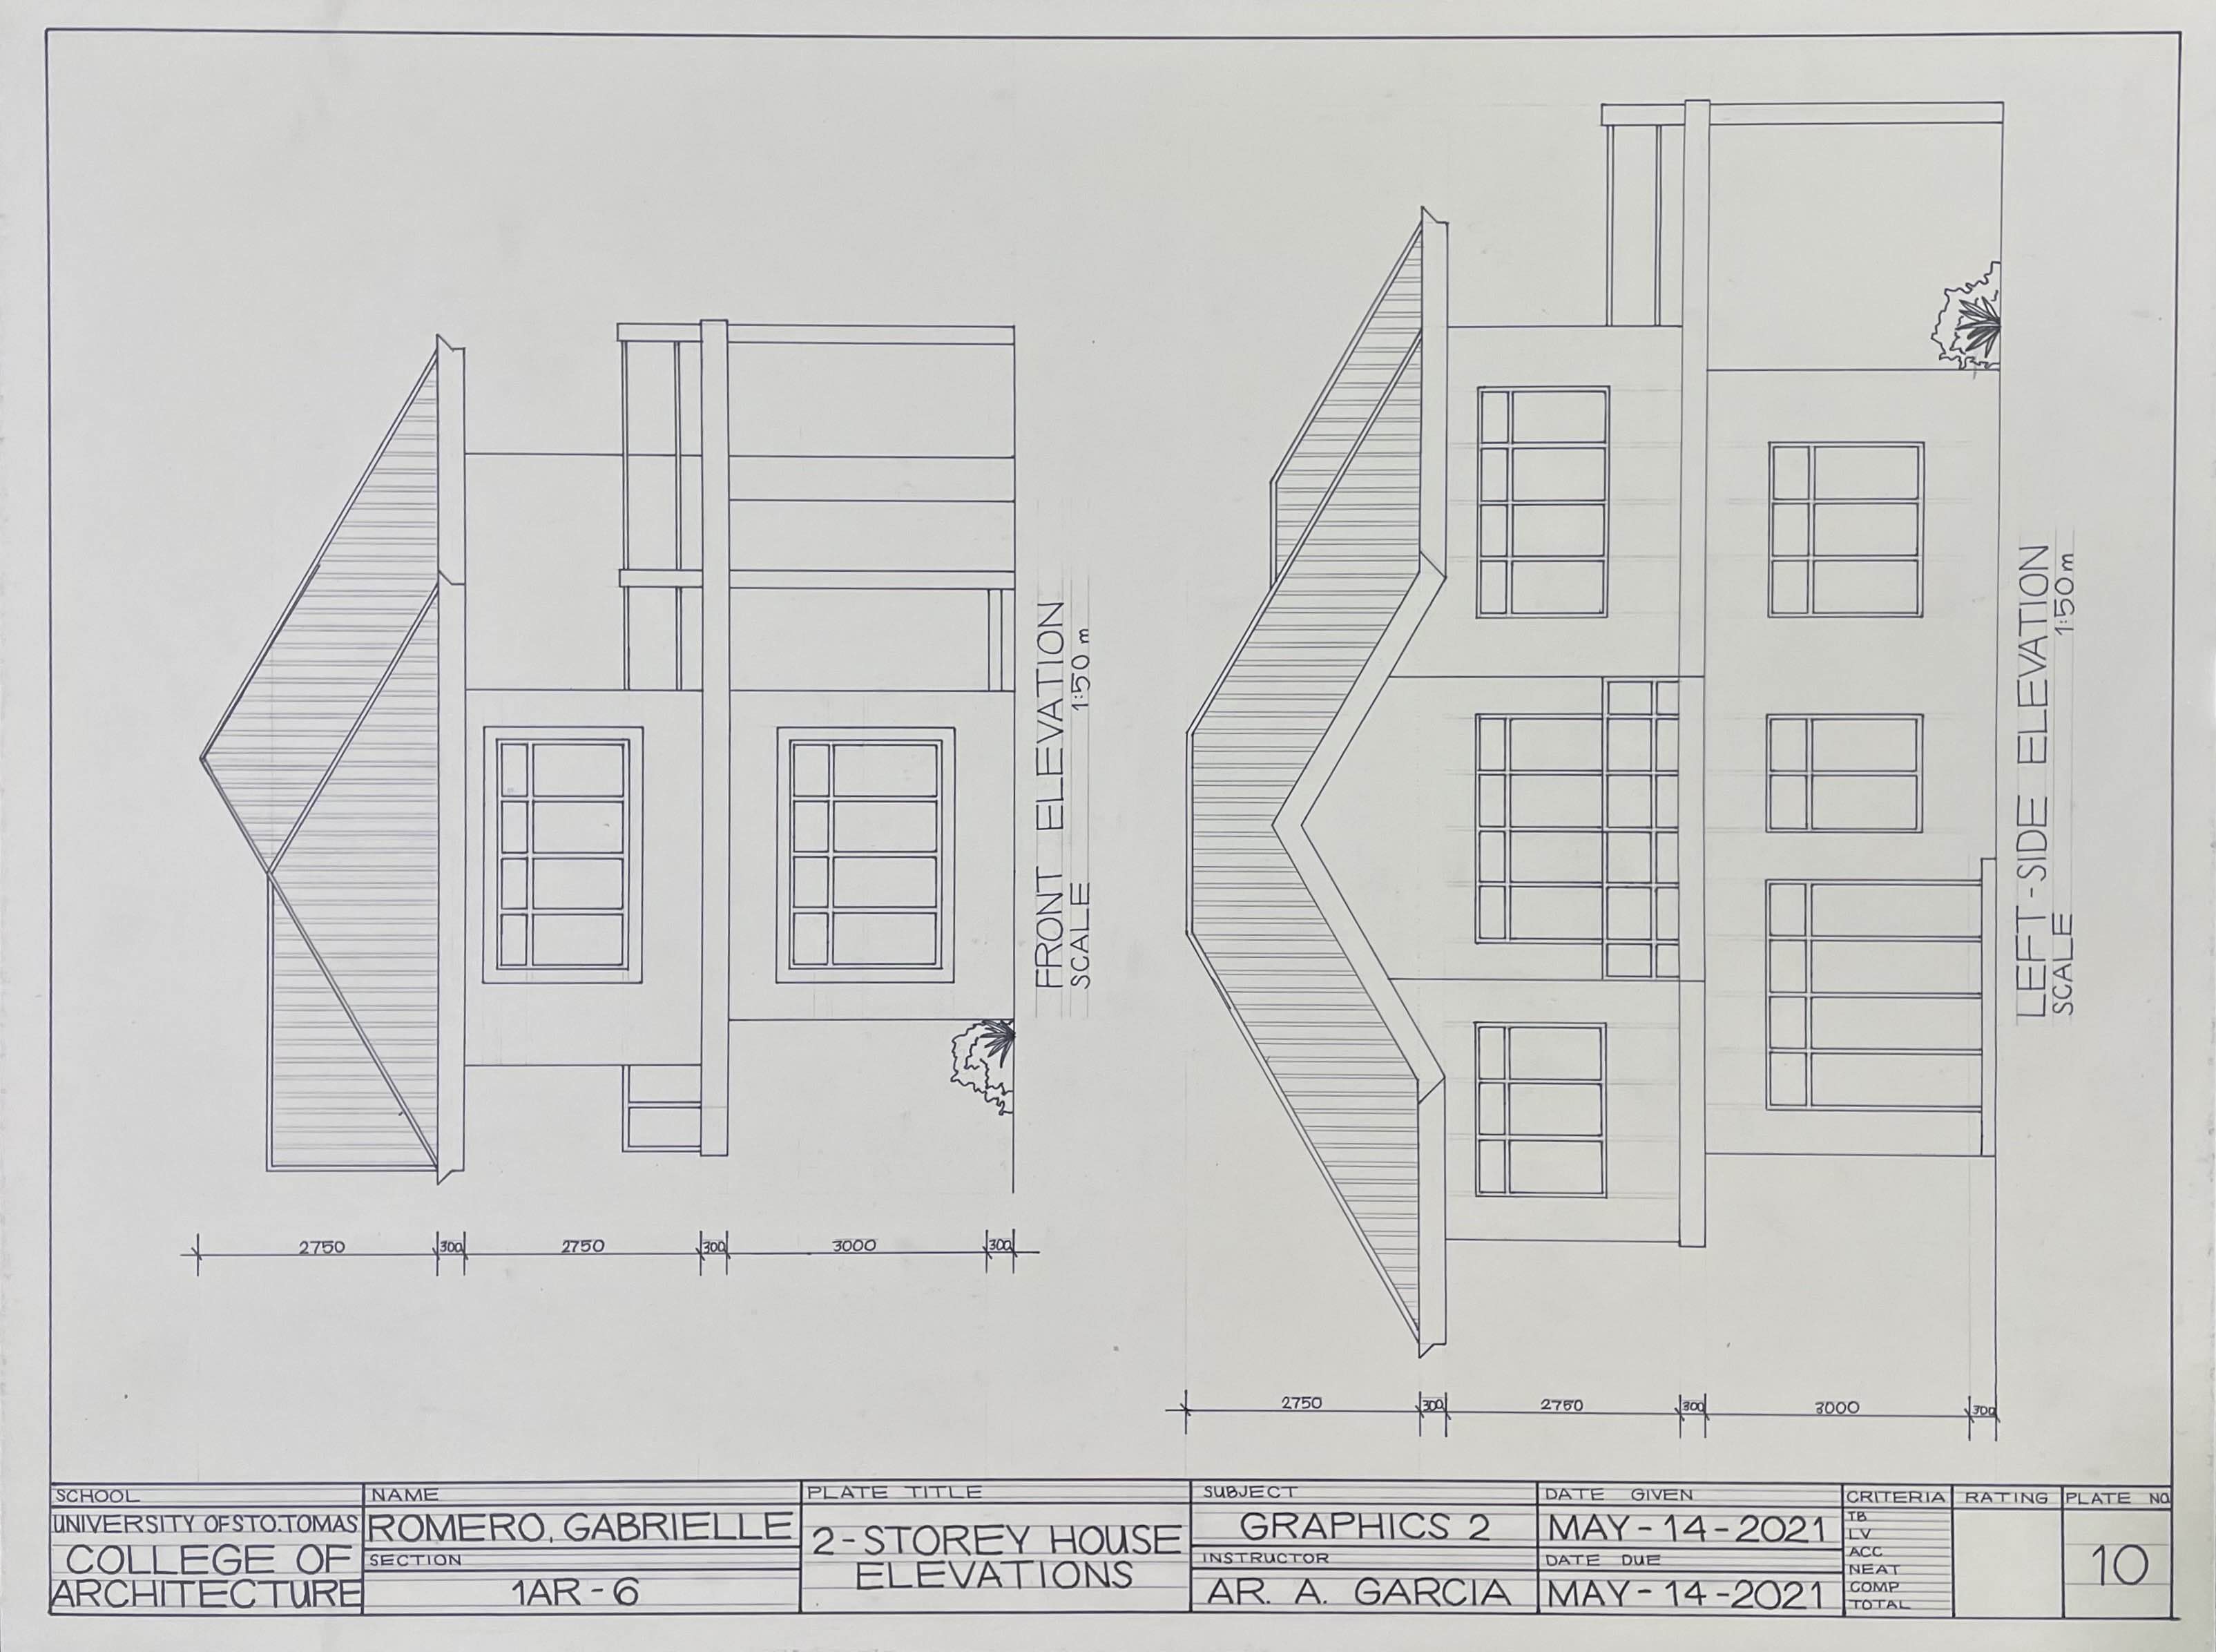 FRONT ELEVATION
SCALE 1:50 m
LEFT-SIDE ELEVATION
SCALE 1:50 m
2750 300 2750 300 3000 300
2750 300 2750 300 3000 300
SCHOOL
UNIVERSITY OF STO.TOMAS
COLLEGE OF
ARCHITECTURE
NAME
ROMERO, GABRIELLE
SECTION
1AR-6
PLATE TITLE
2-STOREY HOUSE
ELEVATIONS
SUBJECT
GRAPHICS 2
INSTRUCTOR
AR. A. GARCIA
DATE GIVEN
MAY-14-2021
DATE DUE
MAY-14-2021
CRITERIA
TB
LV
ACC
NEAT
COMP
TOTAL
RATING
PLATE NO
10